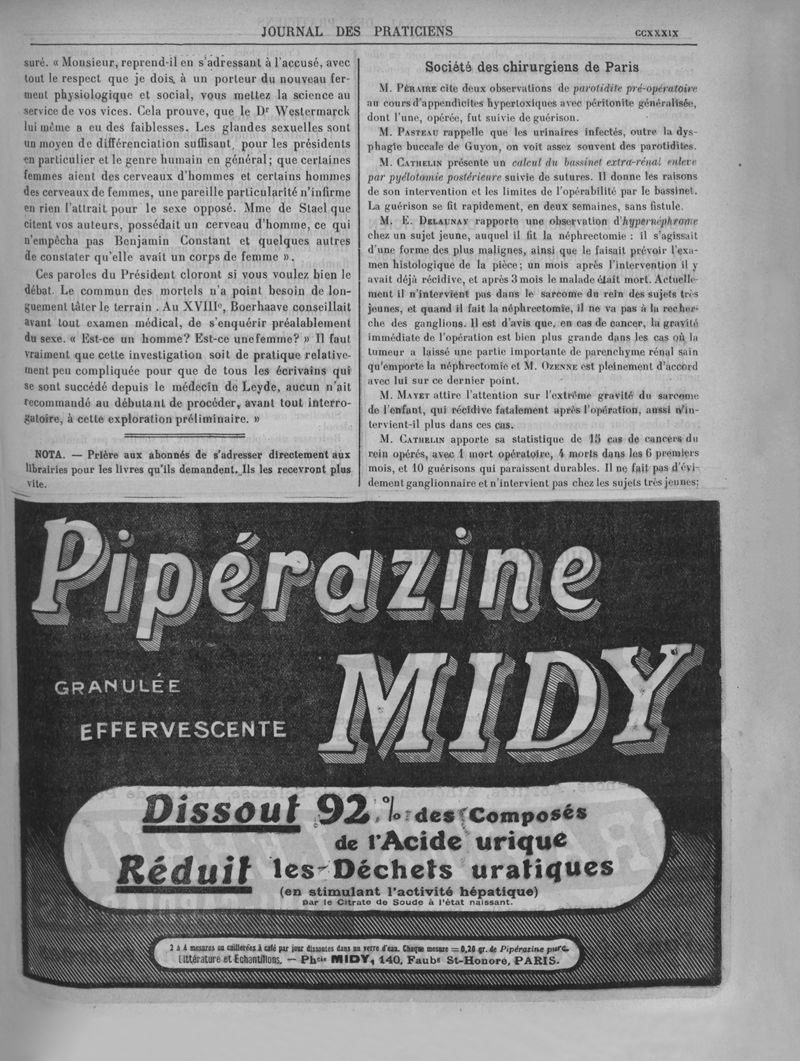 JOURNAL DES PRATICIENS
CCXXXIX
suré. « Monsieur, reprend-il en s'adressant à l'accusé, avec
tout le respect que je dois, à un porteur du nouveau fer-
ment physiologique et social, vous mettez la science au
service de vos vices. Cela prouve, que le Dr Westermarck
lui même a eu des faiblesses. Les glandes sexuelles sont
un moyen de différenciation suffisant pour les présidents
en particulier et le genre humain en général; que certaines
femmes aient des cerveaux d'hommes et certains hommes
des cerveaux de femmes, une pareille particularité n'infirme
en rien l'attrait pour le sexe opposé. Mme de Stael que
citent vos auteurs, possédait un cerveau d'homme, ce qui
n'empêcha pas Benjamin Constant et quelques autres
de constater qu'elle avait un corps de femme ».
Ces paroles du Président cloront si vous voulez bien le
débat. Le commun des mortels n'a point besoin de lon-
guement tâter le terrain. Au XVIIIe, Boerhaave conseillait
avant tout examen médical, de s'enquérir préalablement
du sexe. « Est-ce un homme? Est-ce une femme? » Il faut
vraiment que cette investigation soit de pratique relative-
ment peu compliquée pour que de tous les écrivains qui
se sont succédé depuis le médecin de Leyde, aucun n'ait
recommandé au débutant de procéder, avant tout interro-
gatoire, à cette exploration préliminaire. »
NOTA. — Prière aux abonnés de s'adresser directement aux
librairies pour les livres qu'ils demandent. Ils les recevront plus
vite.
Société des chirurgiens de Paris
M. PÉRAIRE cite deux observations de parotidite pré-opératoire
au cours d'appendicites hypertoxiques avec péritonite généralisée,
dont l'une, opérée, fut suivie de guérison.
M. PASTEAU rappelle que les urinaires infectés, outre la dys-
phagie buccale de Guyon, on voit assez souvent des parotidites.
M. CATHELIN présente un calcul du bassinet extra-rénal enlevé
par pyélotomie postérieure suivie de sutures. Il donne les raisons
de son intervention et les limites de l'opérabilité par le bassinet.
La guérison se fit rapidement, en deux semaines, sans fistule.
M. E. DELAUNAY rapporte une observation d'hypernéphrome
chez un sujet jeune, auquel il fit la néphrectomie : il s'agissait
d'une forme des plus malignes, ainsi que le faisait prévoir l'exa-
men histologique de la pièce; un mois après l'intervention il y
avait déjà récidive, et après 3 mois le malade était mort. Actuelle-
ment il n'intervient pas dans le sarcome du rein des sujets très
jeunes, et quand il fait la néphrectomie, il ne va pas à la recher-
che des ganglions. Il est d'avis que, en cas de cancer, la gravité
immédiate de l'opération est bien plus grande dans les cas où la
tumeur a laissé une partie importante de parenchyme rénal sain
qu'emporte la néphrectomie et M. OZENNE est pleinement d'accord
avec lui sur ce dernier point.
M. MAYET attire l'attention sur l'extrême gravité du sarcome
de l'enfant, qui récidive fatalement après l'opération, aussi n'in-
tervient-il plus dans ces cas.
M. CATHELIN apporte sa statistique de 15 cas de cancers du
rein opérés, avec 1 mort opératoire, 4 morts dans les 6 premiers
mois, et 10 guérisons qui paraissent durables. Il ne fait pas d'évi-
dement ganglionnaire et n'intervient pas chez les sujets très jeunes;
Pipérazine
MIDY
GRANULÉE
EFFERVESCENTE
Dissout 92 % des Composés
de l'Acide urique
Réduit les Déchets uratiques
(en stimulant l'activité hépatique)
par le Citrate de Soude à l'état naissant.
2 à 4 mesures ou cuillerées à café par jour dissoutes dans un verre d'eau. Chaque mesure = 0,20 gr. de Pipérazine pure.
Littérature et Echantillons. — Phcie MIDY, 140, Faubg St-Honoré, PARIS.